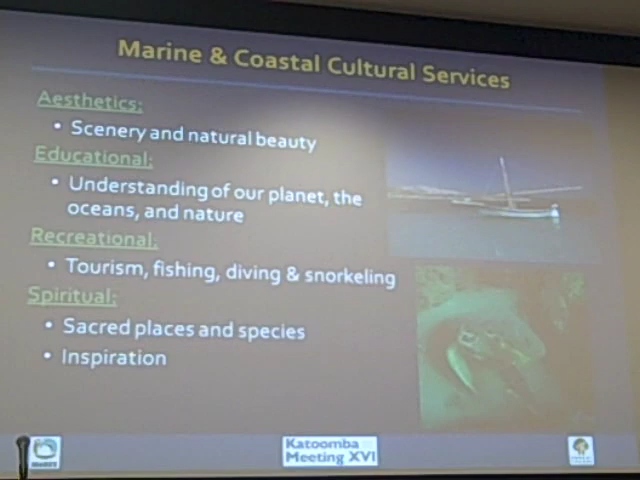 Marine & Coastal Cultural Services
Aesthetics:
• Scenery and natural beauty
Educational:
• Understanding of our planet, the
oceans, and nature
Recreational:
• Tourism, fishing, diving & snorkeling
Spiritual:
• Sacred places and species
• Inspiration
Katoomba
Meeting XVI